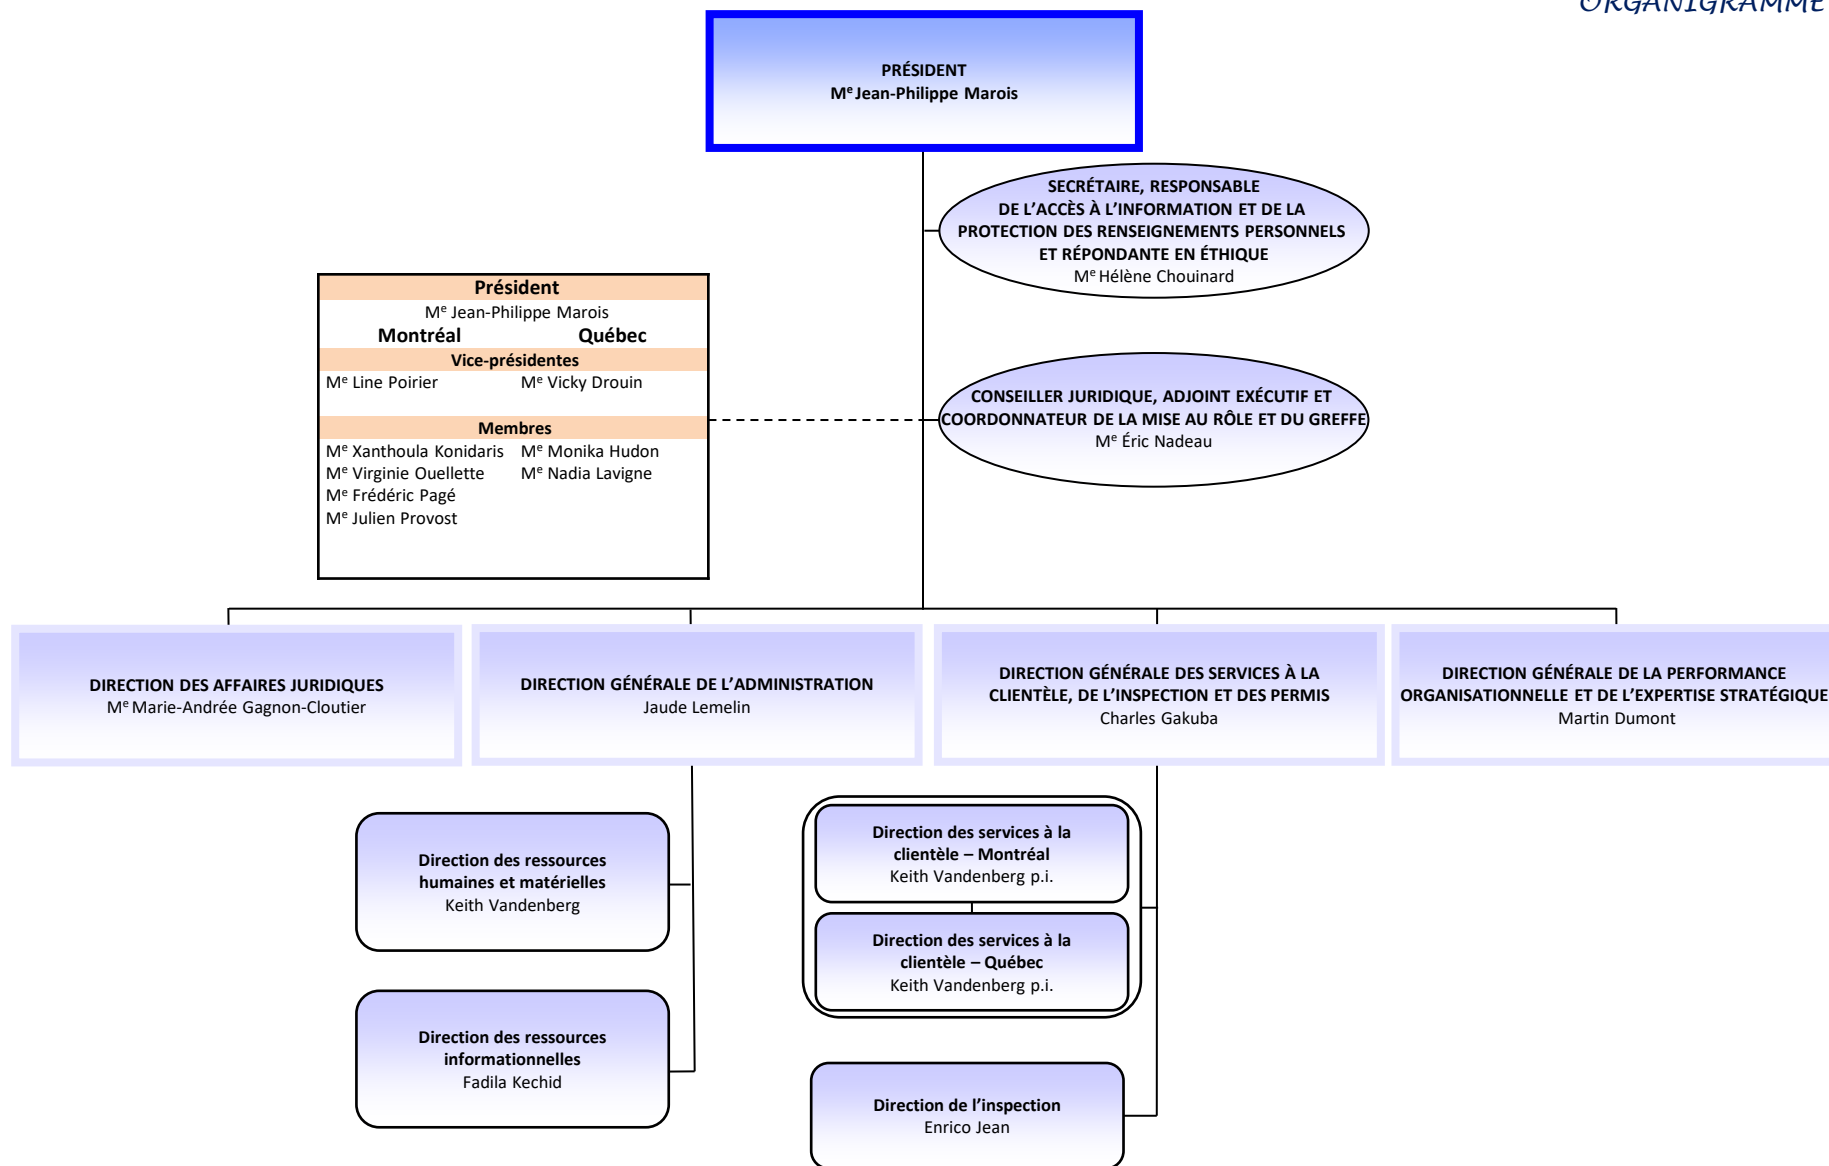 ORGANIGRAMME
PRÉSIDENT
Mᵉ Jean-Philippe Marois
SECRÉTAIRE, RESPONSABLE
DE L’ACCÈS À L’INFORMATION ET DE LA
PROTECTION DES RENSEIGNEMENTS PERSONNELS
ET RÉPONDANTE EN ÉTHIQUE
Mᵉ Hélène Chouinard
Président
Mᵉ Jean-Philippe Marois
Montréal Québec
Vice-présidentes
Mᵉ Line Poirier Mᵉ Vicky Drouin
Membres
Mᵉ Xanthoula Konidaris Mᵉ Monika Hudon
Mᵉ Virginie Ouellette Mᵉ Nadia Lavigne
Mᵉ Frédéric Pagé
Mᵉ Julien Provost
CONSEILLER JURIDIQUE, ADJOINT EXÉCUTIF ET
COORDONNATEUR DE LA MISE AU RÔLE ET DU GREFFE
Mᵉ Éric Nadeau
DIRECTION DES AFFAIRES JURIDIQUES
Mᵉ Marie-Andrée Gagnon-Cloutier
DIRECTION GÉNÉRALE DE L’ADMINISTRATION
Jaude Lemelin
DIRECTION GÉNÉRALE DES SERVICES À LA
CLIENTÈLE, DE L’INSPECTION ET DES PERMIS
Charles Gakuba
DIRECTION GÉNÉRALE DE LA PERFORMANCE
ORGANISATIONNELLE ET DE L’EXPERTISE STRATÉGIQUE
Martin Dumont
Direction des ressources
humaines et matérielles
Keith Vandenberg
Direction des ressources
informationnelles
Fadila Kechid
Direction des services à la
clientèle – Montréal
Keith Vandenberg p.i.
Direction des services à la
clientèle – Québec
Keith Vandenberg p.i.
Direction de l’inspection
Enrico Jean